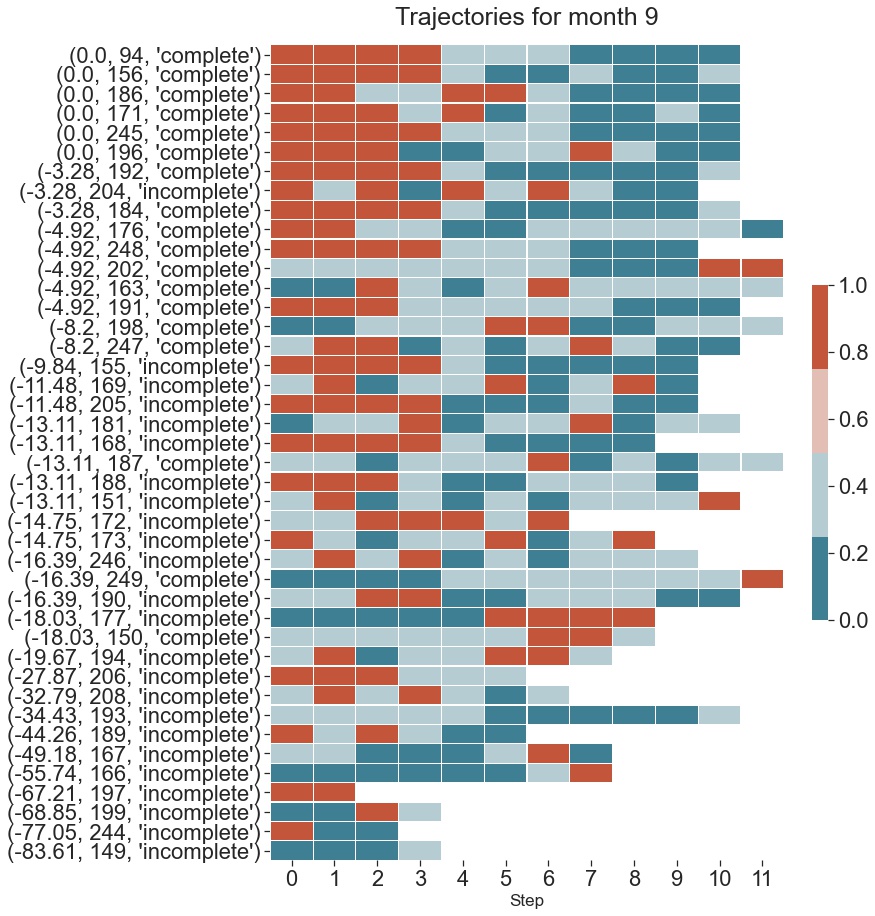 Trajectories for month 9
(0.0, 94, 'complete')
(0.0, 156, 'complete')
(0.0, 186, 'complete')
(0.0, 171, 'complete')
(0.0, 245, 'complete')
(0.0, 196, 'complete')
(-3.28, 192, 'complete')
(-3.28, 204, 'incomplete')
(-3.28, 184, 'complete')
(-4.92, 176, 'complete')
(-4.92, 248, 'complete')
(-4.92, 202, 'complete')
(-4.92, 163, 'complete')
(-4.92, 191, 'complete')
(-8.2, 198, 'complete')
(-8.2, 247, 'complete')
(-9.84, 155, 'incomplete')
(-11.48, 169, 'incomplete')
(-11.48, 205, 'incomplete')
(-13.11, 181, 'incomplete')
(-13.11, 168, 'incomplete')
(-13.11, 187, 'complete')
(-13.11, 188, 'incomplete')
(-13.11, 151, 'incomplete')
(-14.75, 172, 'incomplete')
(-14.75, 173, 'incomplete')
(-16.39, 246, 'incomplete')
(-16.39, 249, 'complete')
(-16.39, 190, 'incomplete')
(-18.03, 177, 'incomplete')
(-18.03, 150, 'complete')
(-19.67, 194, 'incomplete')
(-27.87, 206, 'incomplete')
(-32.79, 208, 'incomplete')
(-34.43, 193, 'incomplete')
(-44.26, 189, 'incomplete')
(-49.18, 167, 'incomplete')
(-55.74, 166, 'incomplete')
(-67.21, 197, 'incomplete')
(-68.85, 199, 'incomplete')
(-77.05, 244, 'incomplete')
(-83.61, 149, 'incomplete')
0 1 2 3 4 5 6 7 8 9 10 11
Step
1.0
0.8
0.6
0.4
0.2
0.0